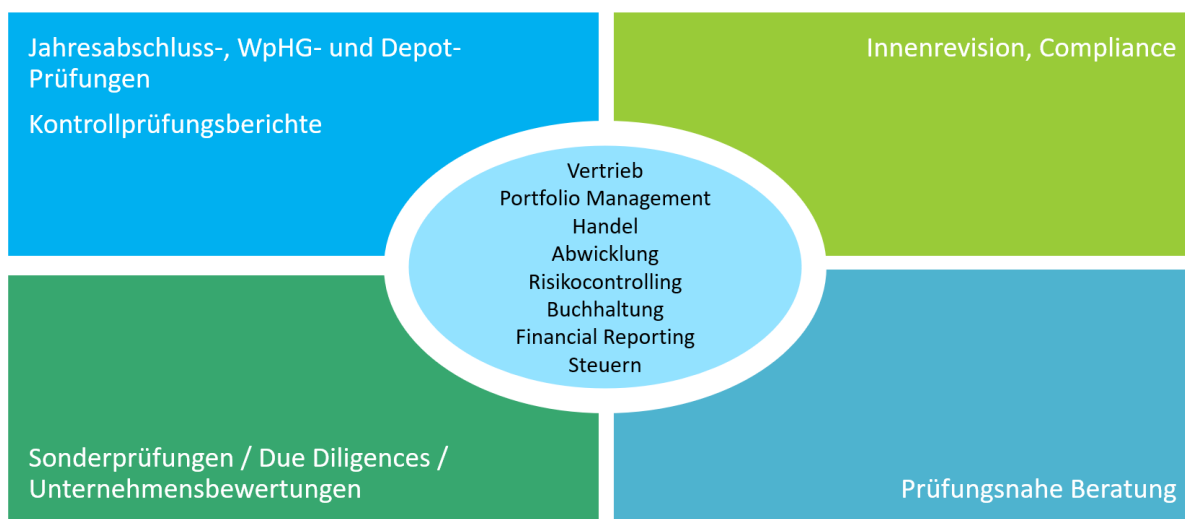 Jahresabschluss-, WpHG- und Depot-
Prüfungen
Kontrollprüfungsberichte
Innenrevision, Compliance
Vertrieb
Portfolio Management
Handel
Abwicklung
Risikocontrolling
Buchhaltung
Financial Reporting
Steuern
Sonderprüfungen / Due Diligences /
Unternehmensbewertungen
Prüfungsnahe Beratung